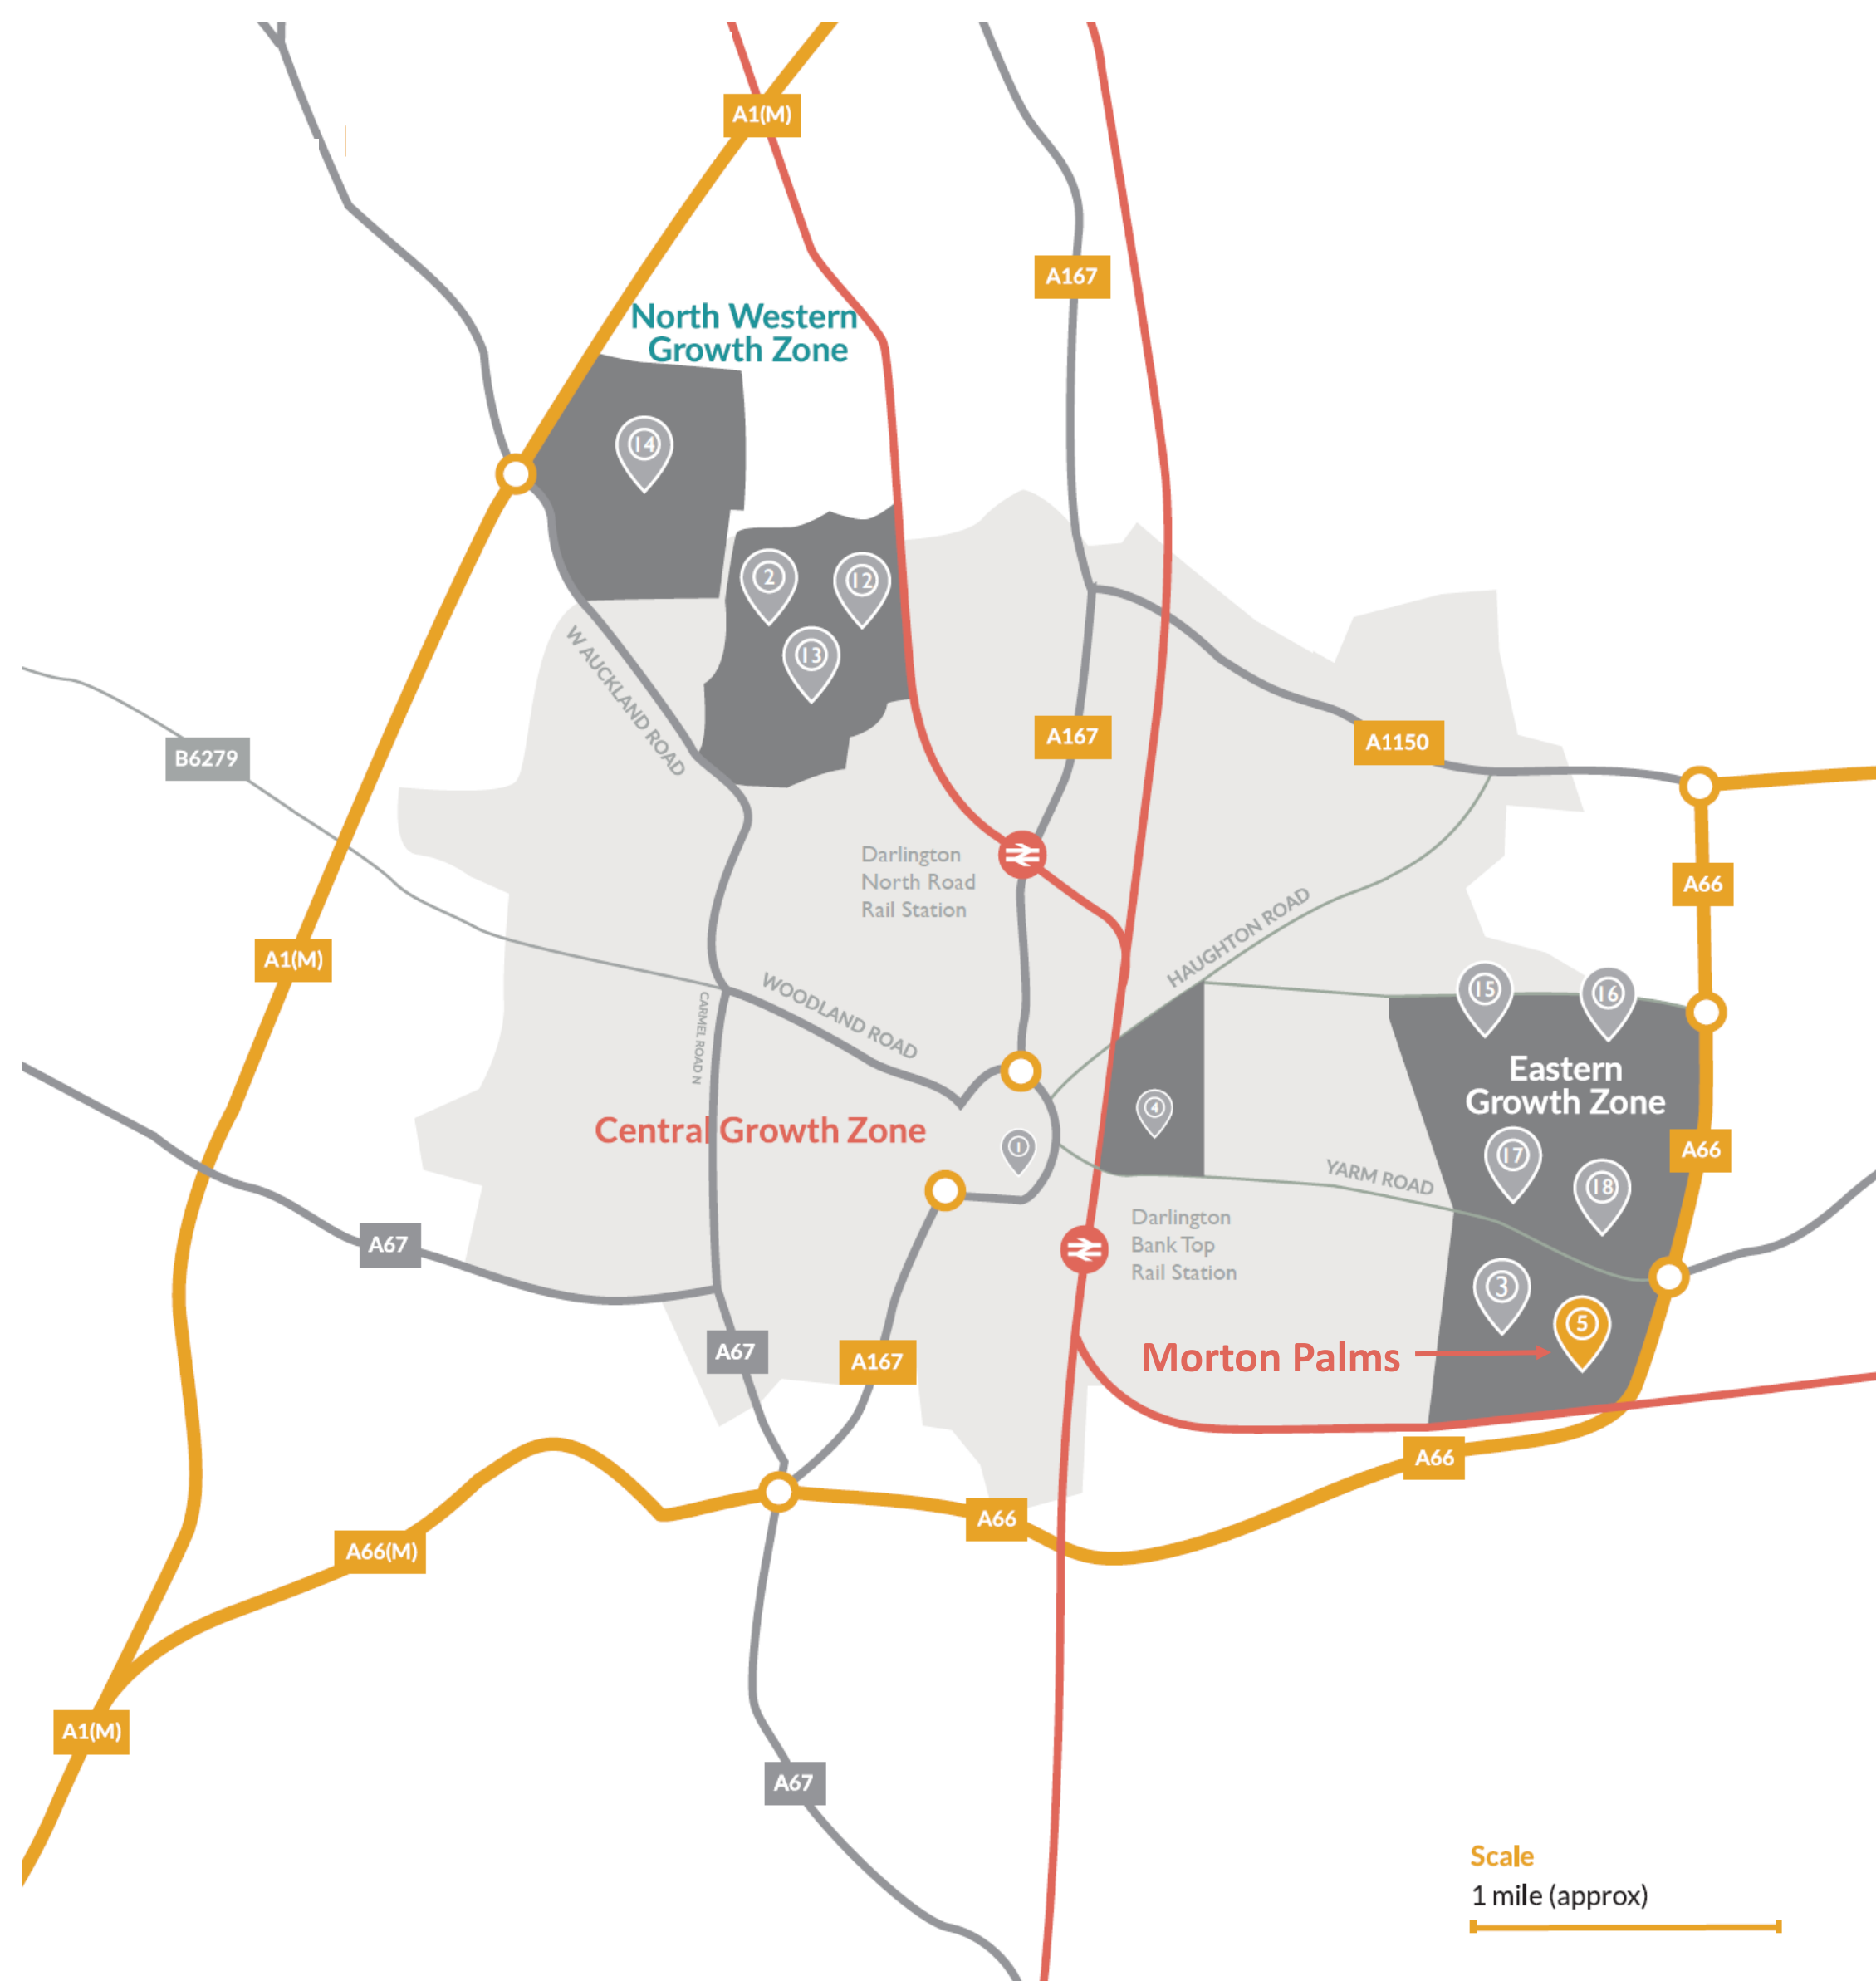 A1(M)
A167
North Western
Growth Zone
14
2
12
13
W AUCKLAND ROAD
A167
A1150
B6279
Darlington
North Road
Rail Station
A66
HAUGHTON ROAD
A1(M)
WOODLAND ROAD
CARMEL ROAD N
15
16
Eastern
Growth Zone
4
Central Growth Zone
1
A66
17
18
YARM ROAD
Darlington
Bank Top
Rail Station
A67
3
5
Morton Palms
A67
A167
A66
A66
A66(M)
A1(M)
A67
Scale
1 mile (approx)